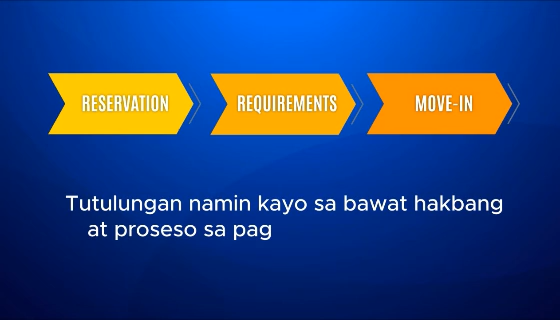 RESERVATION
REQUIREMENTS
MOVE-IN
Tutulungan namin kayo sa bawat hakbang
at proseso sa pag